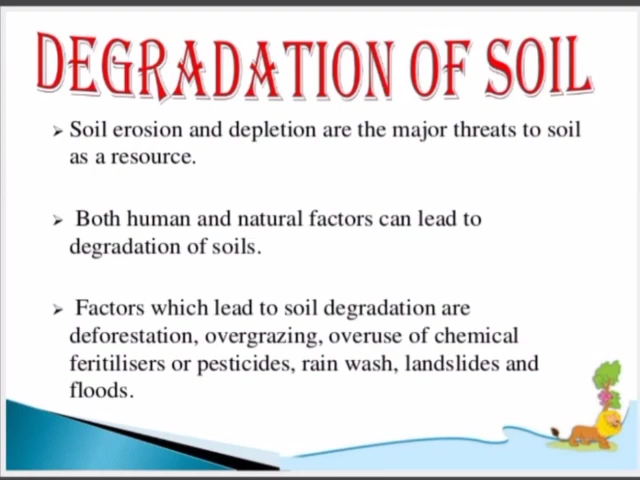 DEGRADATION OF SOIL
➢ Soil erosion and depletion are the major threats to soil
as a resource.
➢ Both human and natural factors can lead to
degradation of soils.
➢ Factors which lead to soil degradation are
deforestation, overgrazing, overuse of chemical
feritilisers or pesticides, rain wash, landslides and
floods.